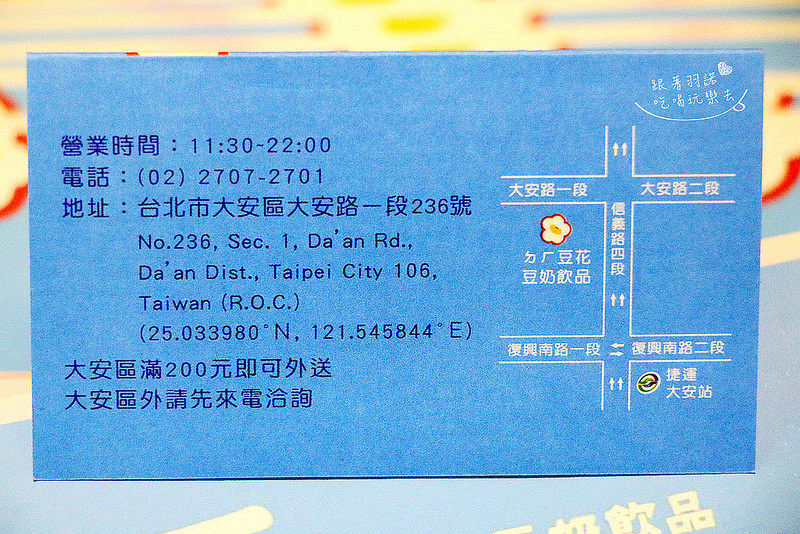 跟著羽諾
吃喝玩樂去
營業時間：11:30~22:00
電話：(02) 2707-2701
地址：台北市大安區大安路一段236號
No.236, Sec. 1, Da'an Rd.,
Da'an Dist., Taipei City 106,
Taiwan (R.O.C.)
(25.033980°N, 121.545844°E)
大安區滿200元即可外送
大安區外請先來電洽詢
大安路一段
大安路二段
信義路四段
ㄉㄏ豆花
豆奶飲品
復興南路一段
復興南路二段
捷運
大安站
豆奶飲品